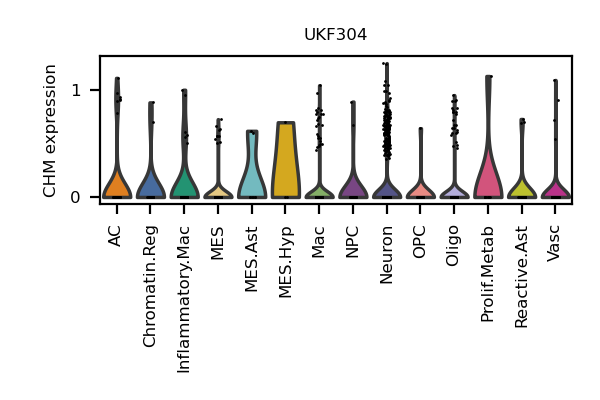 UKF304
CHM expression
1
0
AC
Chromatin.Reg
Inflammatory.Mac
MES
MES.Ast
MES.Hyp
Mac
NPC
Neuron
OPC
Oligo
Prolif.Metab
Reactive.Ast
Vasc